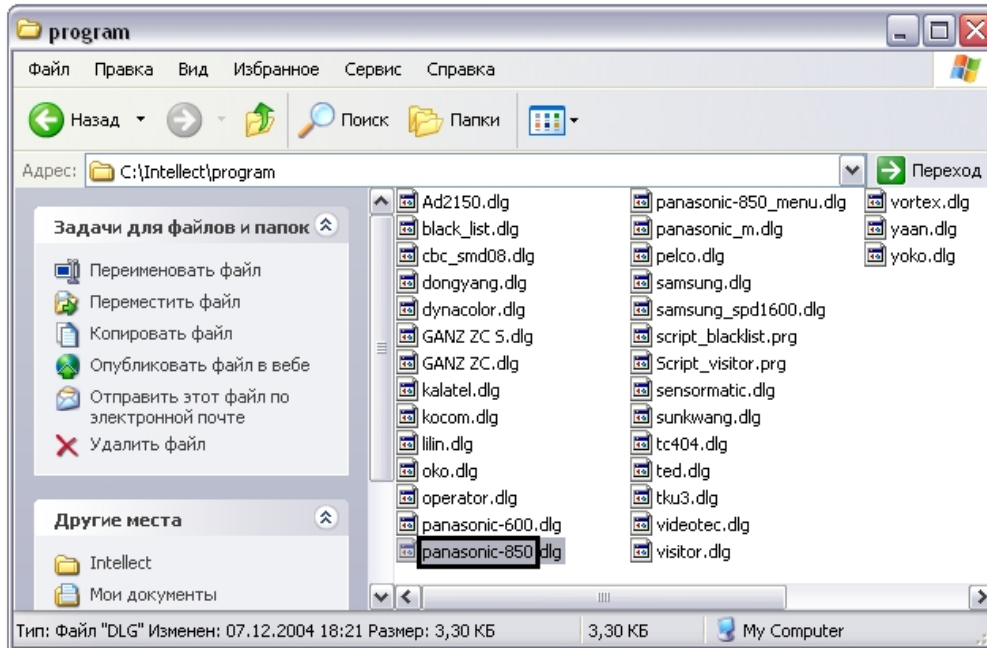 program
Файл Правка Вид Избранное Сервис Справка
Назад Поиск Папки
Адрес: C:\Intellect\program Переход
Задачи для файлов и папок
Переименовать файл
Переместить файл
Копировать файл
Опубликовать файл в вебе
Отправить этот файл по
электронной почте
Удалить файл
Другие места
Intellect
Мои документы
Ad2150.dlg
black_list.dlg
cbc_smd08.dlg
dongyang.dlg
dynacolor.dlg
GANZ ZC S.dlg
GANZ ZC.dlg
kalatel.dlg
kocom.dlg
lilin.dlg
oko.dlg
operator.dlg
panasonic-600.dlg
panasonic-850.dlg
panasonic-850_menu.dlg
panasonic_m.dlg
pelco.dlg
samsung.dlg
samsung_spd1600.dlg
script_blacklist.prg
Script_visitor.prg
sensormatic.dlg
sunkwang.dlg
tc404.dlg
ted.dlg
tku3.dlg
videotec.dlg
visitor.dlg
vortex.dlg
yaan.dlg
yoko.dlg
Тип: Файл "DLG" Изменен: 07.12.2004 18:21 Размер: 3,30 КБ 3,30 КБ My Computer